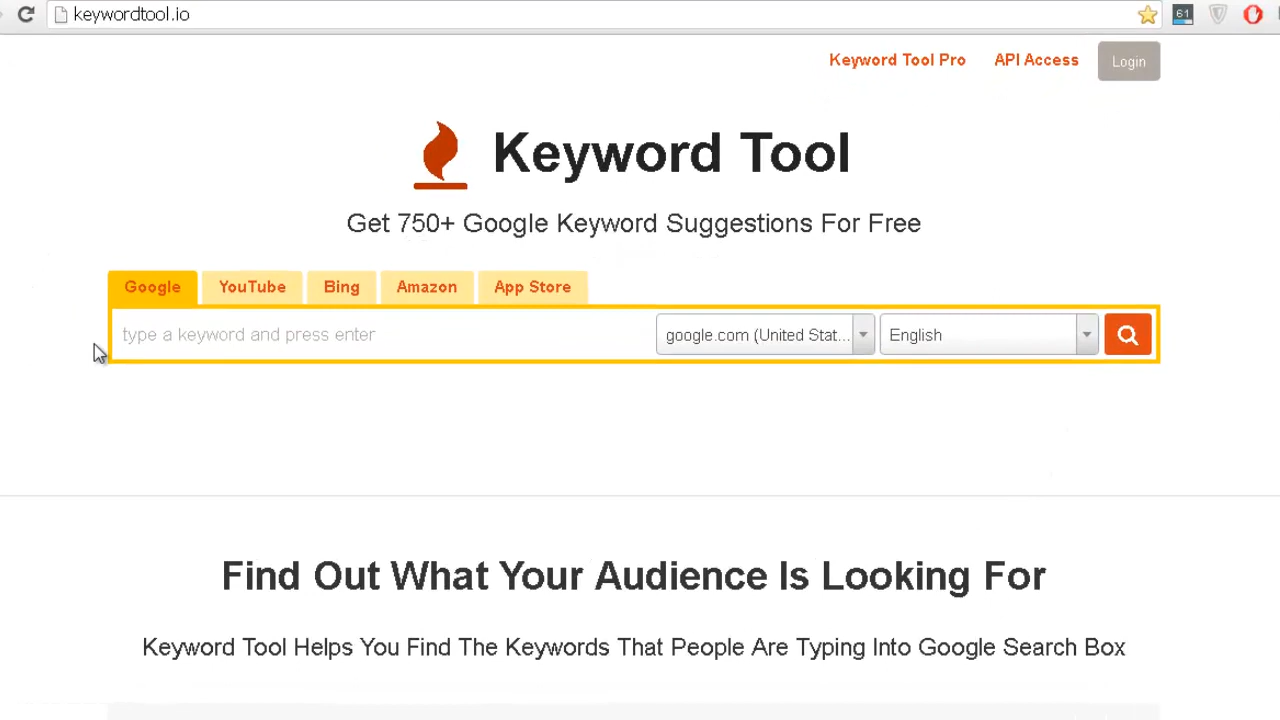 keywordtool.io
61
Keyword Tool Pro API Access Login
Keyword Tool
Get 750+ Google Keyword Suggestions For Free
Google YouTube Bing Amazon App Store
type a keyword and press enter google.com (United Stat... English
Find Out What Your Audience Is Looking For
Keyword Tool Helps You Find The Keywords That People Are Typing Into Google Search Box